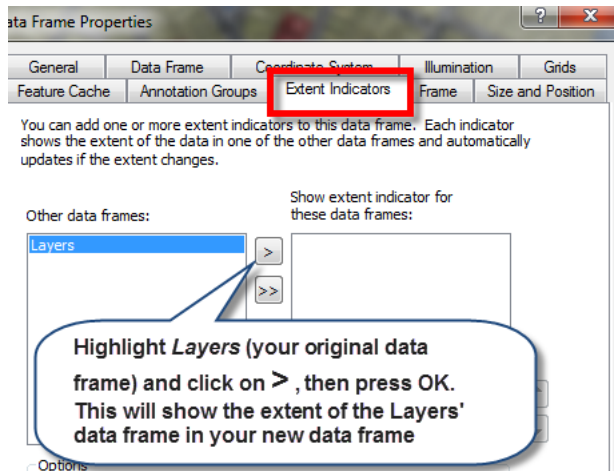 ata Frame Properties
General Data Frame Coordinate System Illumination Grids
Feature Cache Annotation Groups Extent Indicators Frame Size and Position
You can add one or more extent indicators to this data frame. Each indicator
shows the extent of the data in one of the other data frames and automatically
updates if the extent changes.
Other data frames:
Show extent indicator for
these data frames:
Layers
>
>>
Highlight Layers (your original data
frame) and click on > , then press OK.
This will show the extent of the Layers'
data frame in your new data frame
Options